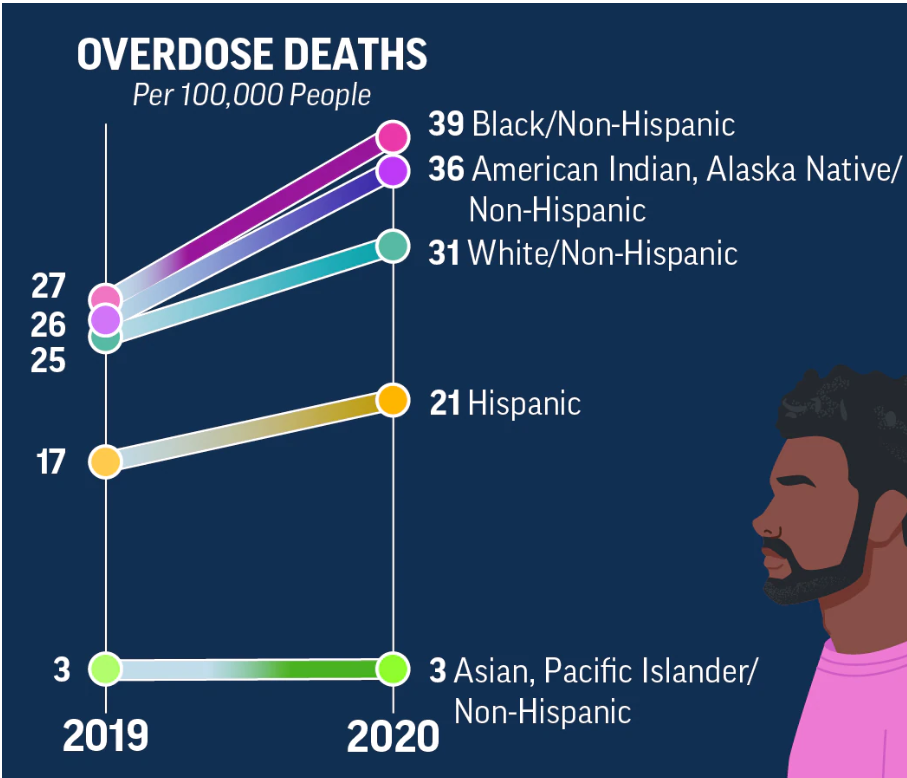 OVERDOSE DEATHS
Per 100,000 People
39 Black/Non-Hispanic
36 American Indian, Alaska Native/
Non-Hispanic
31 White/Non-Hispanic
27
26
25
21 Hispanic
17
3
3 Asian, Pacific Islander/
Non-Hispanic
2019
2020